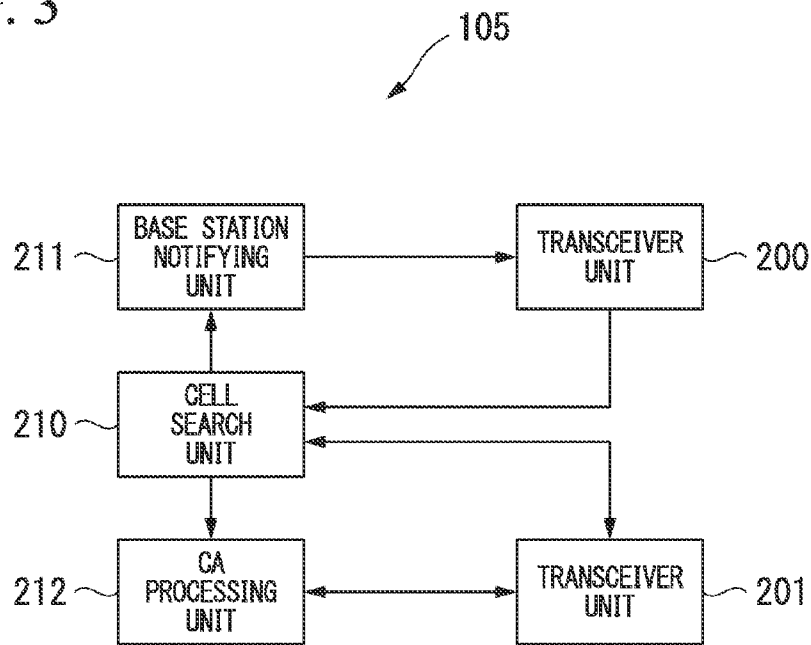 . 3
105
BASE STATION
NOTIFYING
UNIT
211
TRANSCEIVER
UNIT
200
CELL
SEARCH
UNIT
210
CA
PROCESSING
UNIT
212
TRANSCEIVER
UNIT
201